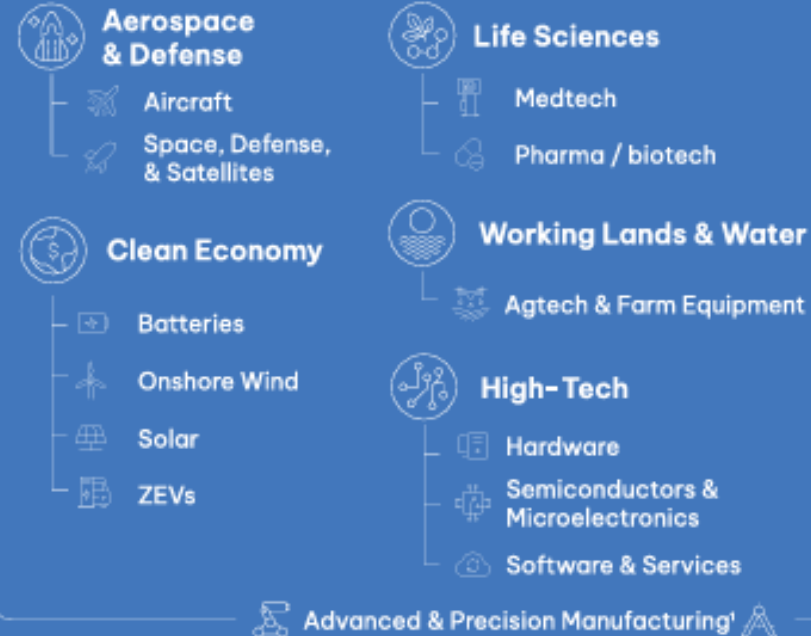 Aerospace
& Defense
Aircraft
Space, Defense,
& Satellites
Clean Economy
Batteries
Onshore Wind
Solar
ZEVs
Life Sciences
Medtech
Pharma / biotech
Working Lands & Water
Agtech & Farm Equipment
High-Tech
Hardware
Semiconductors &
Microelectronics
Software & Services
Advanced & Precision Manufacturing¹